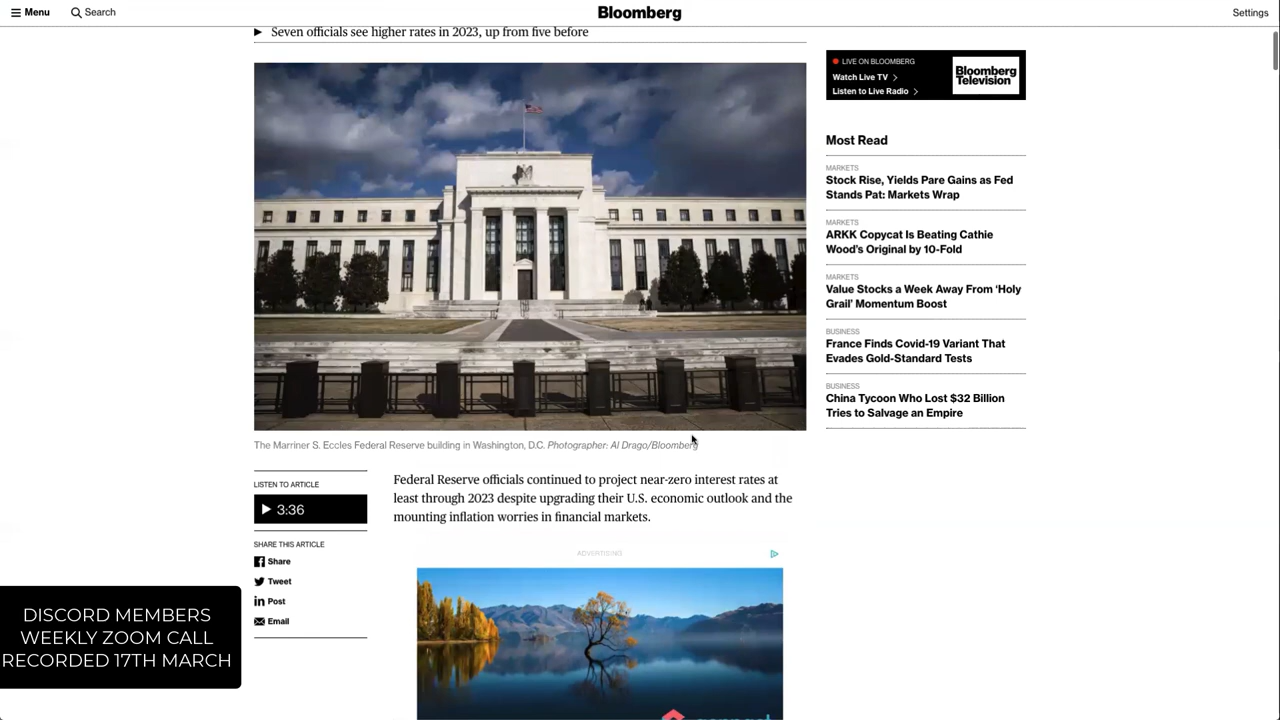 Menu
Search
Bloomberg
Settings
Seven officials see higher rates in 2023, up from five before
LIVE ON BLOOMBERG
Watch Live TV
Listen to Live Radio
Bloomberg
Television
Most Read
MARKETS
Stock Rise, Yields Pare Gains as Fed
Stands Pat: Markets Wrap
MARKETS
ARKK Copycat Is Beating Cathie
Wood's Original by 10-Fold
MARKETS
Value Stocks a Week Away From 'Holy
Grail' Momentum Boost
BUSINESS
France Finds Covid-19 Variant That
Evades Gold-Standard Tests
BUSINESS
China Tycoon Who Lost $32 Billion
Tries to Salvage an Empire
The Marriner S. Eccles Federal Reserve building in Washington, D.C. Photographer: Al Drago/Bloomberg
LISTEN TO ARTICLE
3:36
SHARE THIS ARTICLE
Share
Tweet
Post
Email
Federal Reserve officials continued to project near-zero interest rates at
least through 2023 despite upgrading their U.S. economic outlook and the
mounting inflation worries in financial markets.
ADVERTISING
DISCORD MEMBERS
WEEKLY ZOOM CALL
RECORDED 17TH MARCH